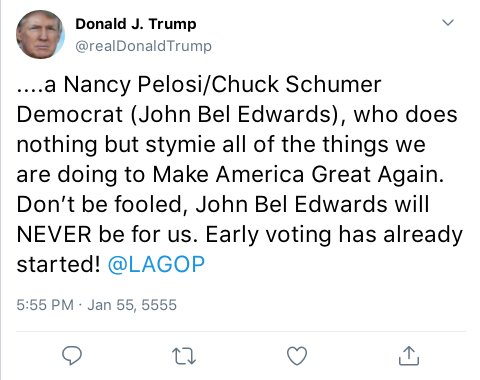 Donald J. Trump
@realDonaldTrump
....a Nancy Pelosi/Chuck Schumer
Democrat (John Bel Edwards), who does
nothing but stymie all of the things we
are doing to Make America Great Again.
Don’t be fooled, John Bel Edwards will
NEVER be for us. Early voting has already
started! @LAGOP
5:55 PM · Jan 55, 5555